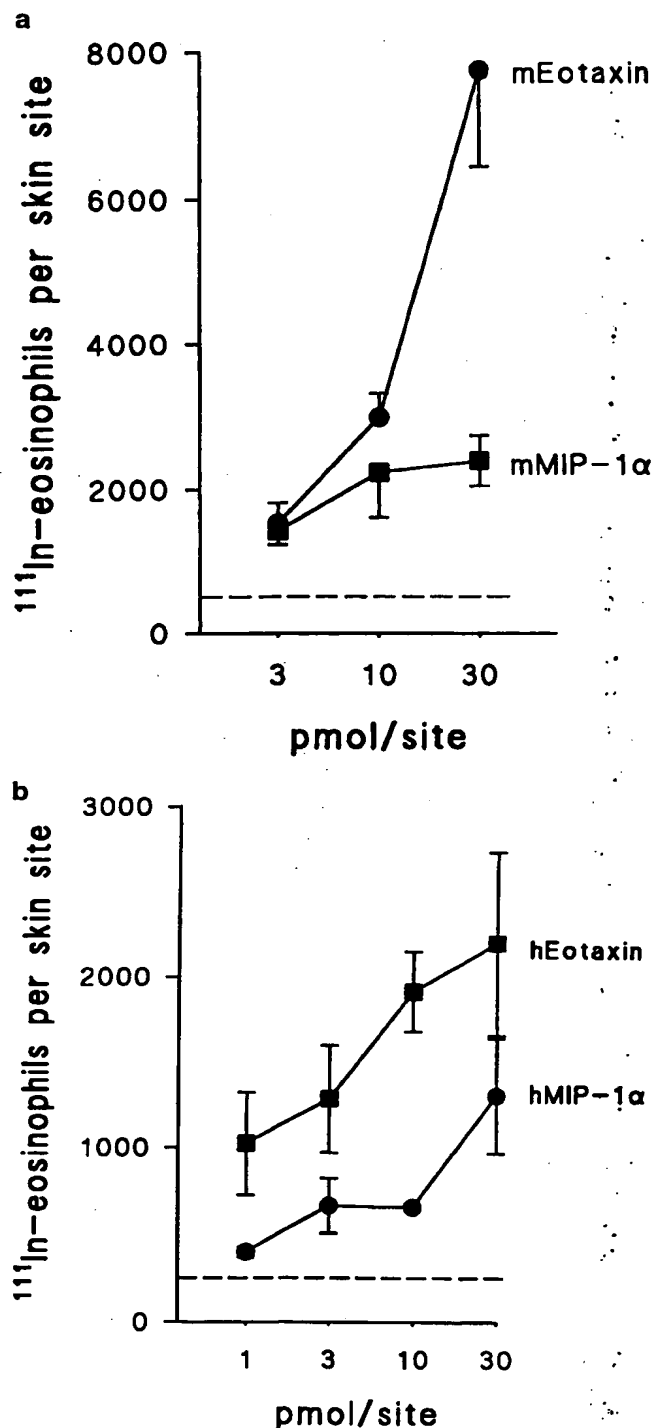 a
¹¹¹In-eosinophils per skin site
8000
6000
4000
2000
0
mEotaxin
mMIP-1α
3 10 30
pmol/site
b
¹¹¹In-eosinophils per skin site
3000
2000
1000
0
hEotaxin
hMIP-1α
1 3 10 30
pmol/site